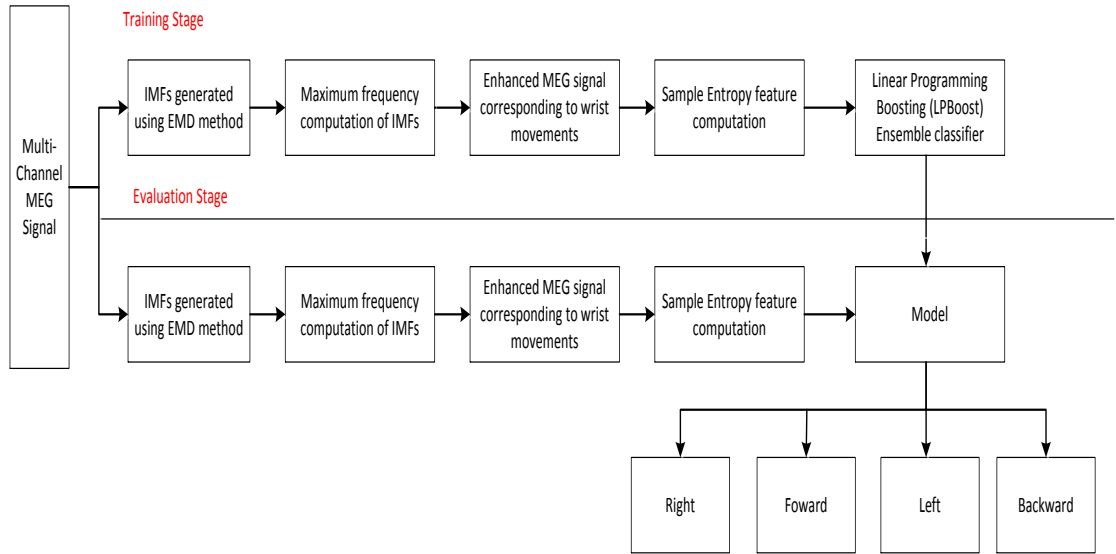 Training Stage
Multi-
Channel
MEG
Signal
IMFs generated
using EMD method
Maximum frequency
computation of IMFs
Enhanced MEG signal
corresponding to wrist
movements
Sample Entropy feature
computation
Linear Programming
Boosting (LPBoost)
Ensemble classifier
Evaluation Stage
IMFs generated
using EMD method
Maximum frequency
computation of IMFs
Enhanced MEG signal
corresponding to wrist
movements
Sample Entropy feature
computation
Model
Right
Foward
Left
Backward